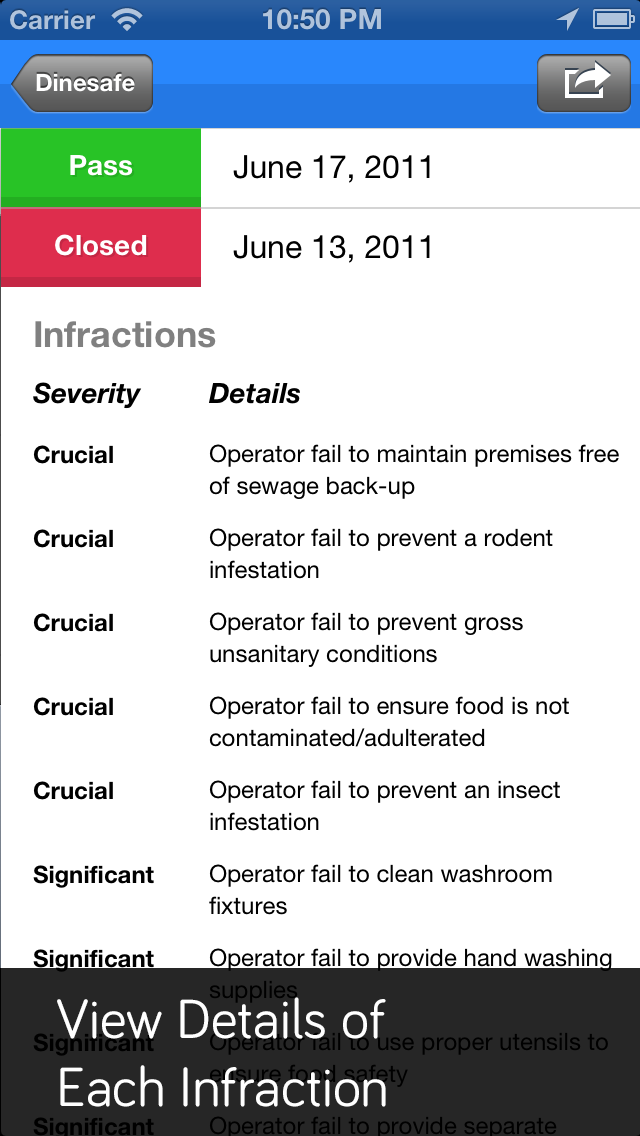 Carrier 10:50 PM
Dinesafe
Pass June 17, 2011
Closed June 13, 2011
Infractions
Severity Details
Crucial Operator fail to maintain premises free
of sewage back-up
Crucial Operator fail to prevent a rodent
infestation
Crucial Operator fail to prevent gross
unsanitary conditions
Crucial Operator fail to ensure food is not
contaminated/adulterated
Crucial Operator fail to prevent an insect
infestation
Significant Operator fail to clean washroom
fixtures
Significant Operator fail to provide hand washing
supplies
View Details of
Significant Operator fail to use proper utensils to
ensure food safety
Each Infraction
Significant Operator fail to provide separate